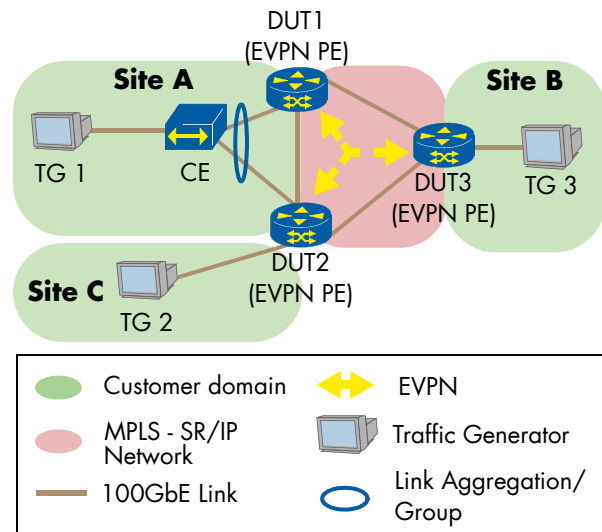 DUT1
(EVPN PE)
Site A
Site B
TG 1
CE
DUT3
(EVPN PE)
TG 3
DUT2
(EVPN PE)
Site C
TG 2
Customer domain
EVPN
MPLS - SR/IP
Network
Traffic Generator
100GbE Link
Link Aggregation/
Group